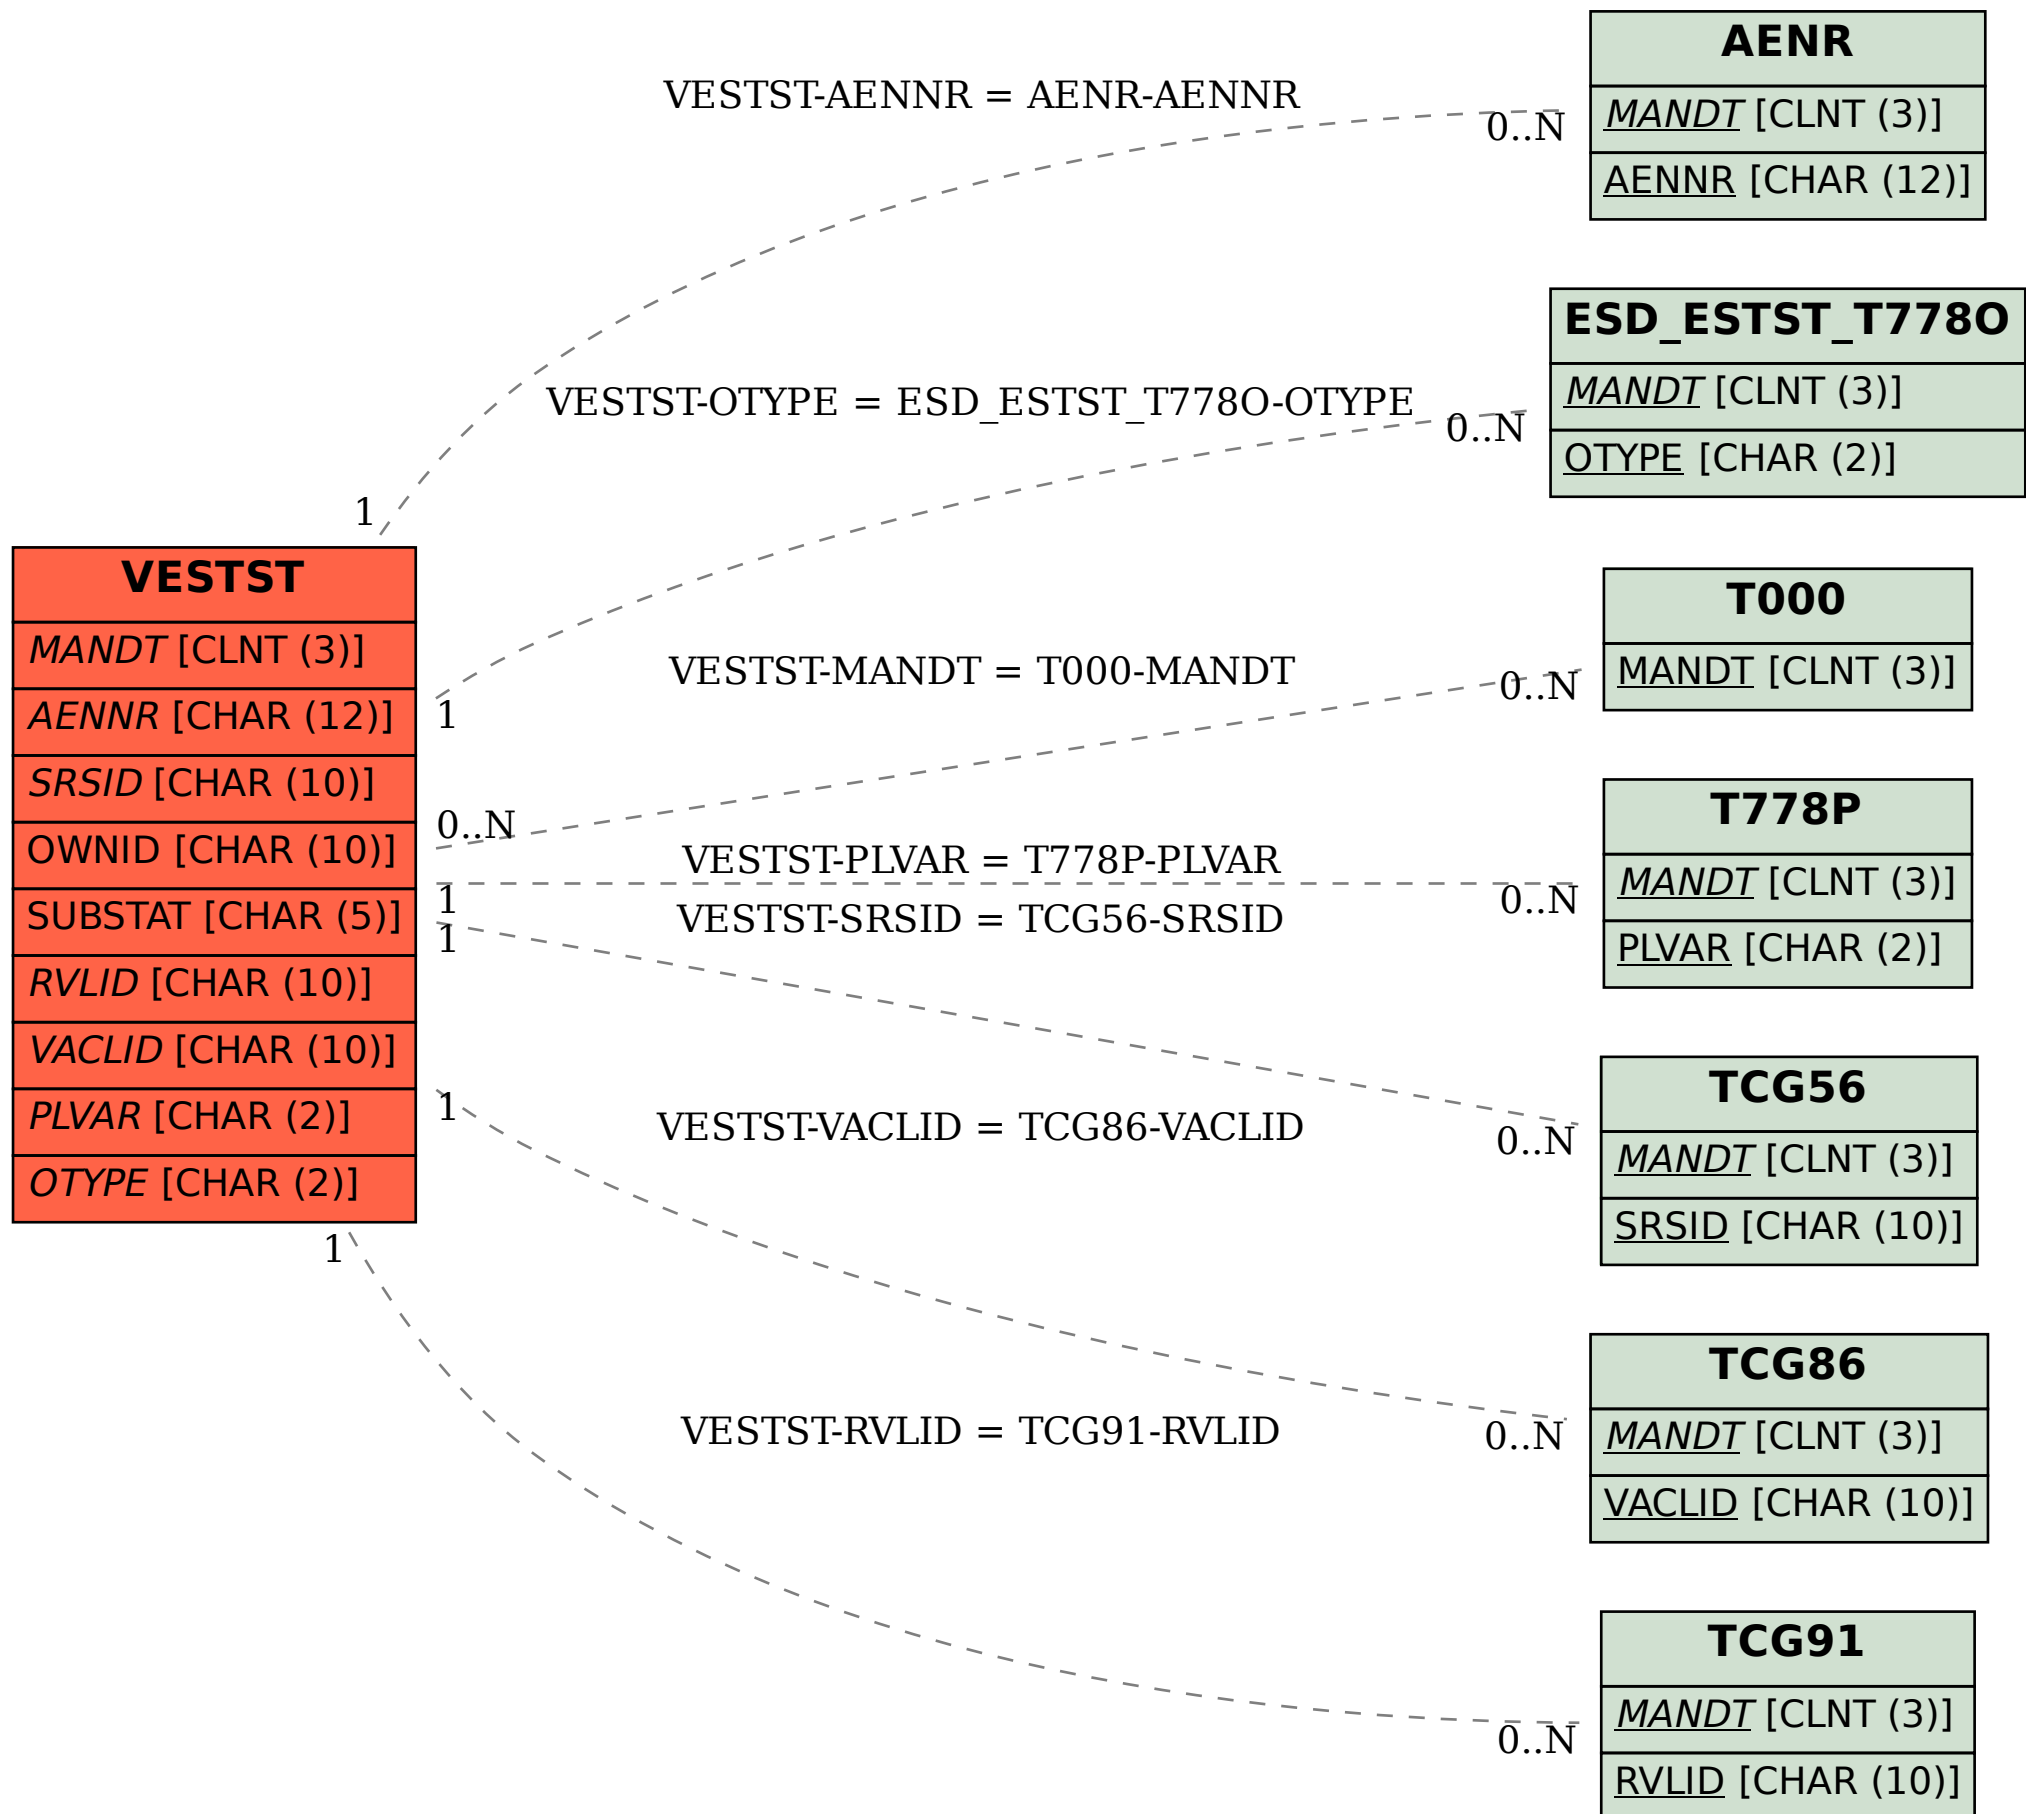 AENR
MANDT [CLNT (3)]
AENNR [CHAR (12)]
VESTST-AENNR = AENR-AENNR
0..N
1
ESD_ESTST_T778O
MANDT [CLNT (3)]
OTYPE [CHAR (2)]
VESTST-OTYPE = ESD_ESTST_T778O-OTYPE
0..N
1
VESTST
MANDT [CLNT (3)]
AENNR [CHAR (12)]
SRSID [CHAR (10)]
OWNID [CHAR (10)]
SUBSTAT [CHAR (5)]
RVLID [CHAR (10)]
VACLID [CHAR (10)]
PLVAR [CHAR (2)]
OTYPE [CHAR (2)]
T000
MANDT [CLNT (3)]
VESTST-MANDT = T000-MANDT
0..N
0..N
T778P
MANDT [CLNT (3)]
PLVAR [CHAR (2)]
VESTST-PLVAR = T778P-PLVAR
0..N
1
VESTST-SRSID = TCG56-SRSID
1
0..N
TCG56
MANDT [CLNT (3)]
SRSID [CHAR (10)]
VESTST-VACLID = TCG86-VACLID
1
0..N
TCG86
MANDT [CLNT (3)]
VACLID [CHAR (10)]
VESTST-RVLID = TCG91-RVLID
1
0..N
TCG91
MANDT [CLNT (3)]
RVLID [CHAR (10)]